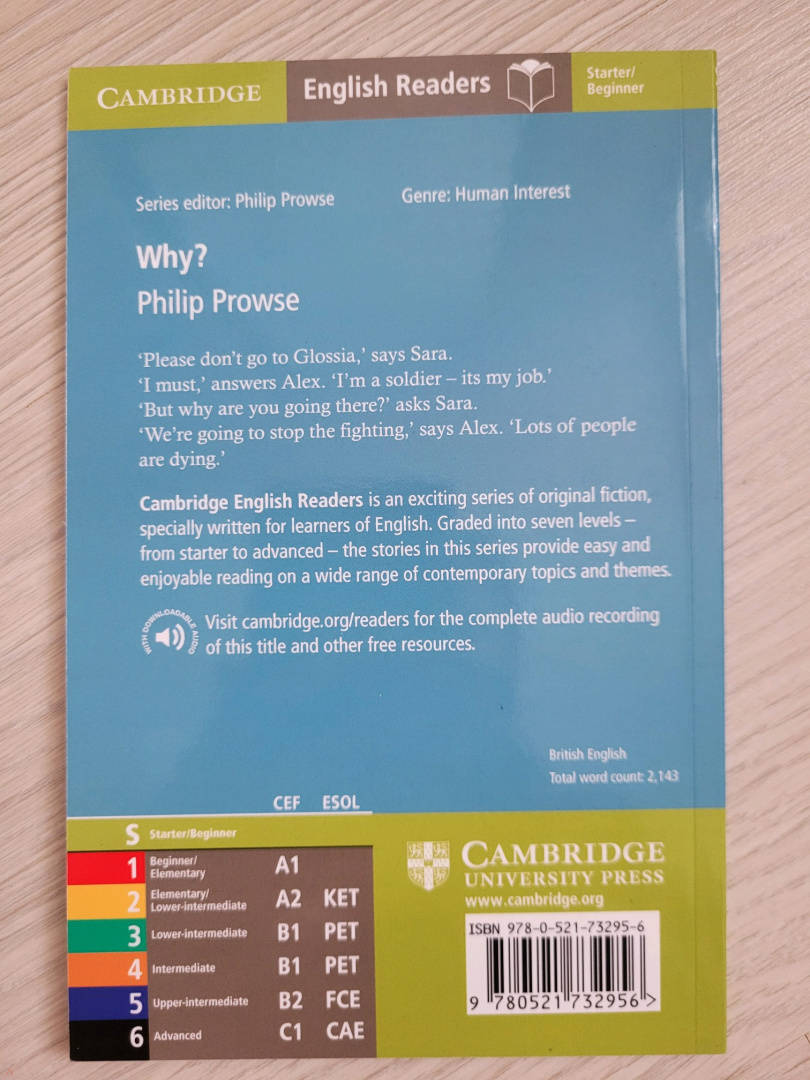 CAMBRIDGE English Readers Starter/
Beginner
Series editor: Philip Prowse Genre: Human Interest
Why?
Philip Prowse
‘Please don’t go to Glossia,’ says Sara.
‘I must,’ answers Alex. ‘I’m a soldier – its my job.’
‘But why are you going there?’ asks Sara.
‘We’re going to stop the fighting,’ says Alex. ‘Lots of people
are dying.’
Cambridge English Readers is an exciting series of original fiction,
specially written for learners of English. Graded into seven levels –
from starter to advanced – the stories in this series provide easy and
enjoyable reading on a wide range of contemporary topics and themes.
WITH DOWNLOADABLE AUDIO
Visit cambridge.org/readers for the complete audio recording
of this title and other free resources.
British English
Total word count: 2,143
CEF ESOL
S Starter/Beginner
1 Beginner/
Elementary A1
2 Elementary/
Lower-intermediate A2 KET
3 Lower-intermediate B1 PET
4 Intermediate B1 PET
5 Upper-intermediate B2 FCE
6 Advanced C1 CAE
CAMBRIDGE
UNIVERSITY PRESS
www.cambridge.org
ISBN 978-0-521-73295-6
9 780521 732956 >